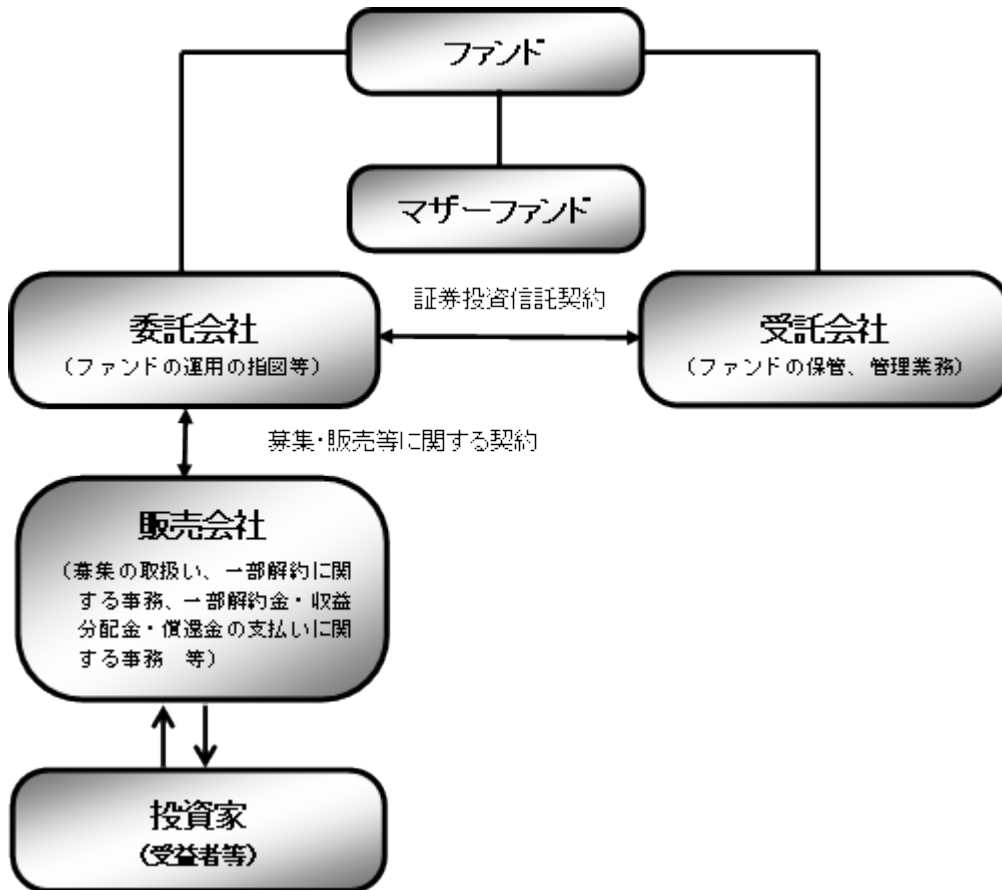 ファンド
マザーファンド
証券投資信託契約
委託会社
(ファンドの運用の指図等)
受託会社
(ファンドの保管、管理業務)
募集・販売等に関する契約
販売会社
(募集の取扱い、一部解約に関
する事務、一部解約金・収益
分配金・償還金の支払いに関
する事務　等)
投資家
(受益者等)